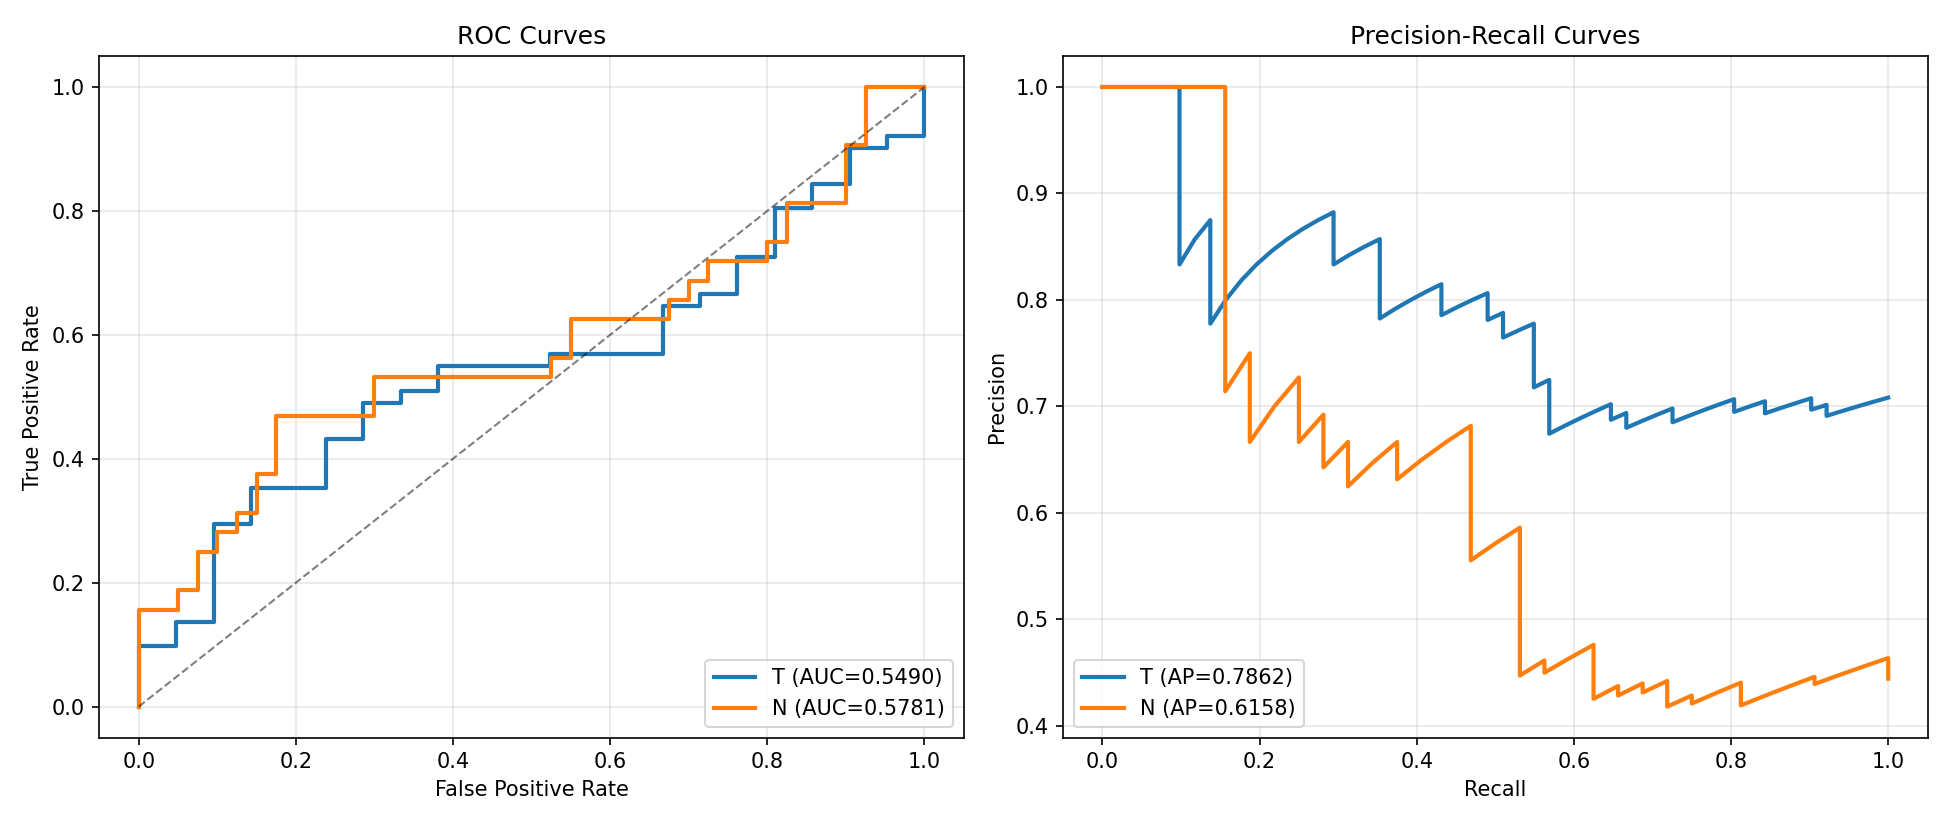 ROC Curves
True Positive Rate
1.0
0.8
0.6
0.4
0.2
0.0
0.0 0.2 0.4 0.6 0.8 1.0
False Positive Rate
T (AUC=0.5490)
N (AUC=0.5781)
Precision-Recall Curves
Precision
1.0
0.9
0.8
0.7
0.6
0.5
0.4
0.0 0.2 0.4 0.6 0.8 1.0
Recall
T (AP=0.7862)
N (AP=0.6158)